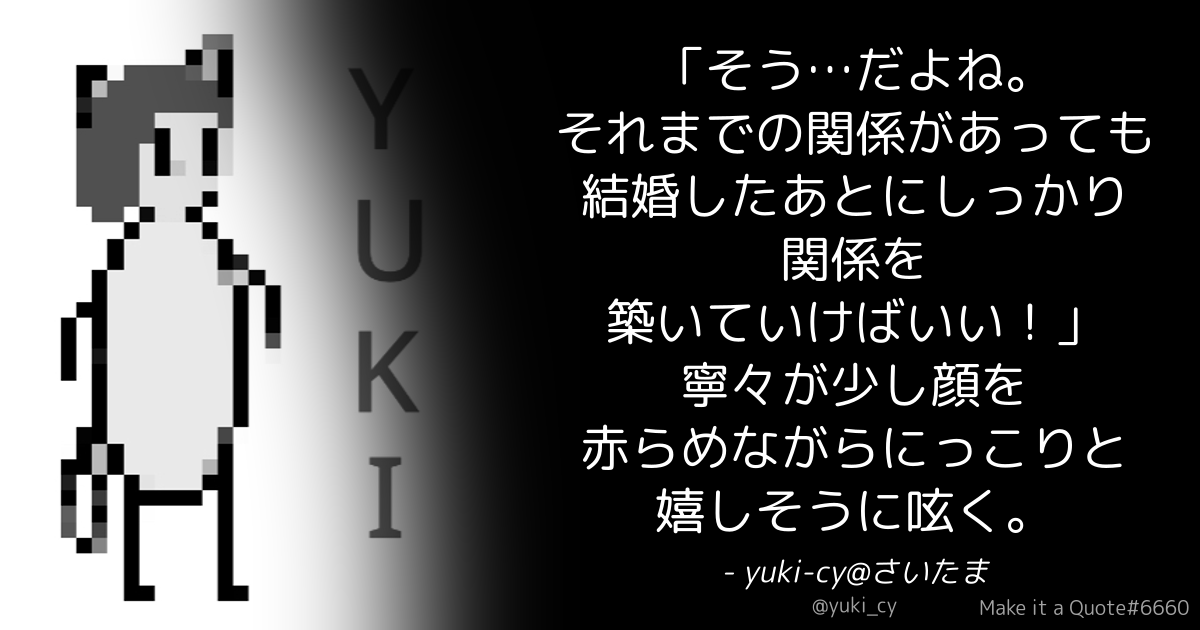 YUKI
「そう…だよね。
それまでの関係があっても
結婚したあとにしっかり
関係を
築いていけばいい！」
寧々が少し顔を
赤らめながらにっこりと
嬉しそうに呟く。
- yuki-cy@さいたま
@yuki_cy
Make it a Quote#6660